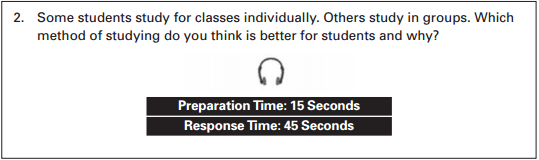 2. Some students study for classes individually. Others study in groups. Which
method of studying do you think is better for students and why?
Preparation Time: 15 Seconds
Response Time: 45 Seconds